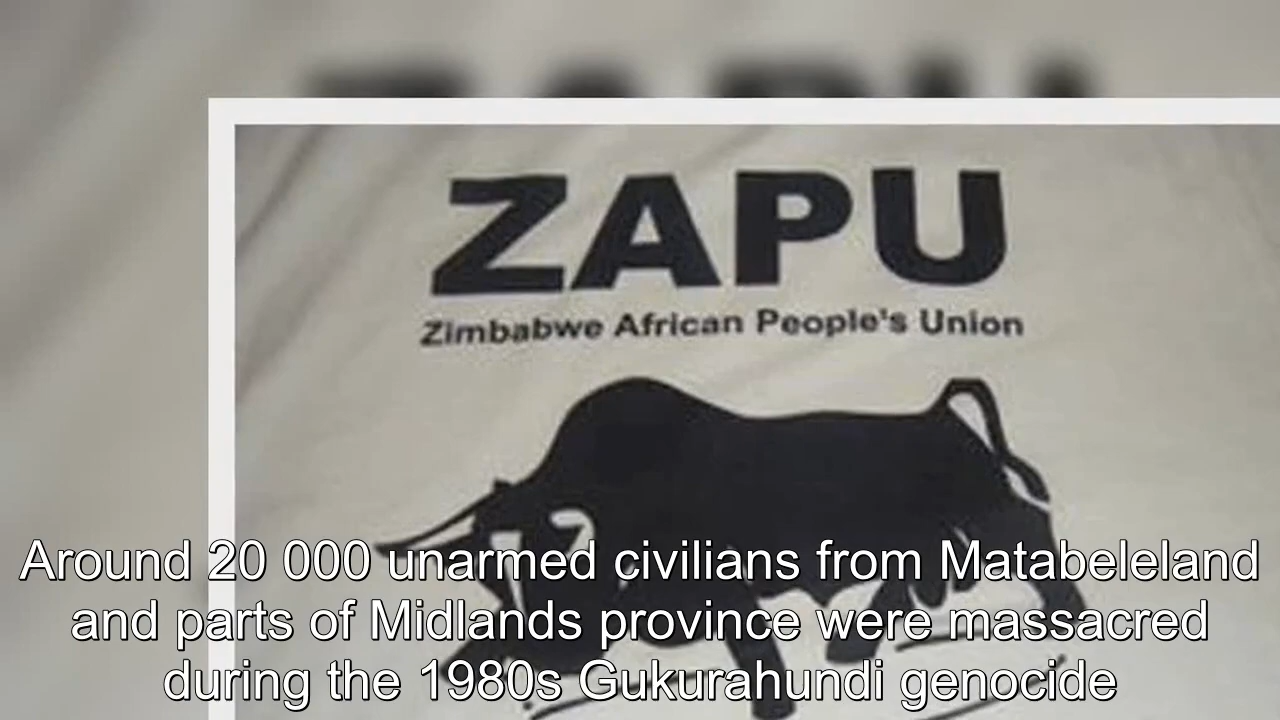 ZAPU
Zimbabwe African People's Union
Around 20 000 unarmed civilians from Matabeleland
and parts of Midlands province were massacred
during the 1980s Gukurahundi genocide